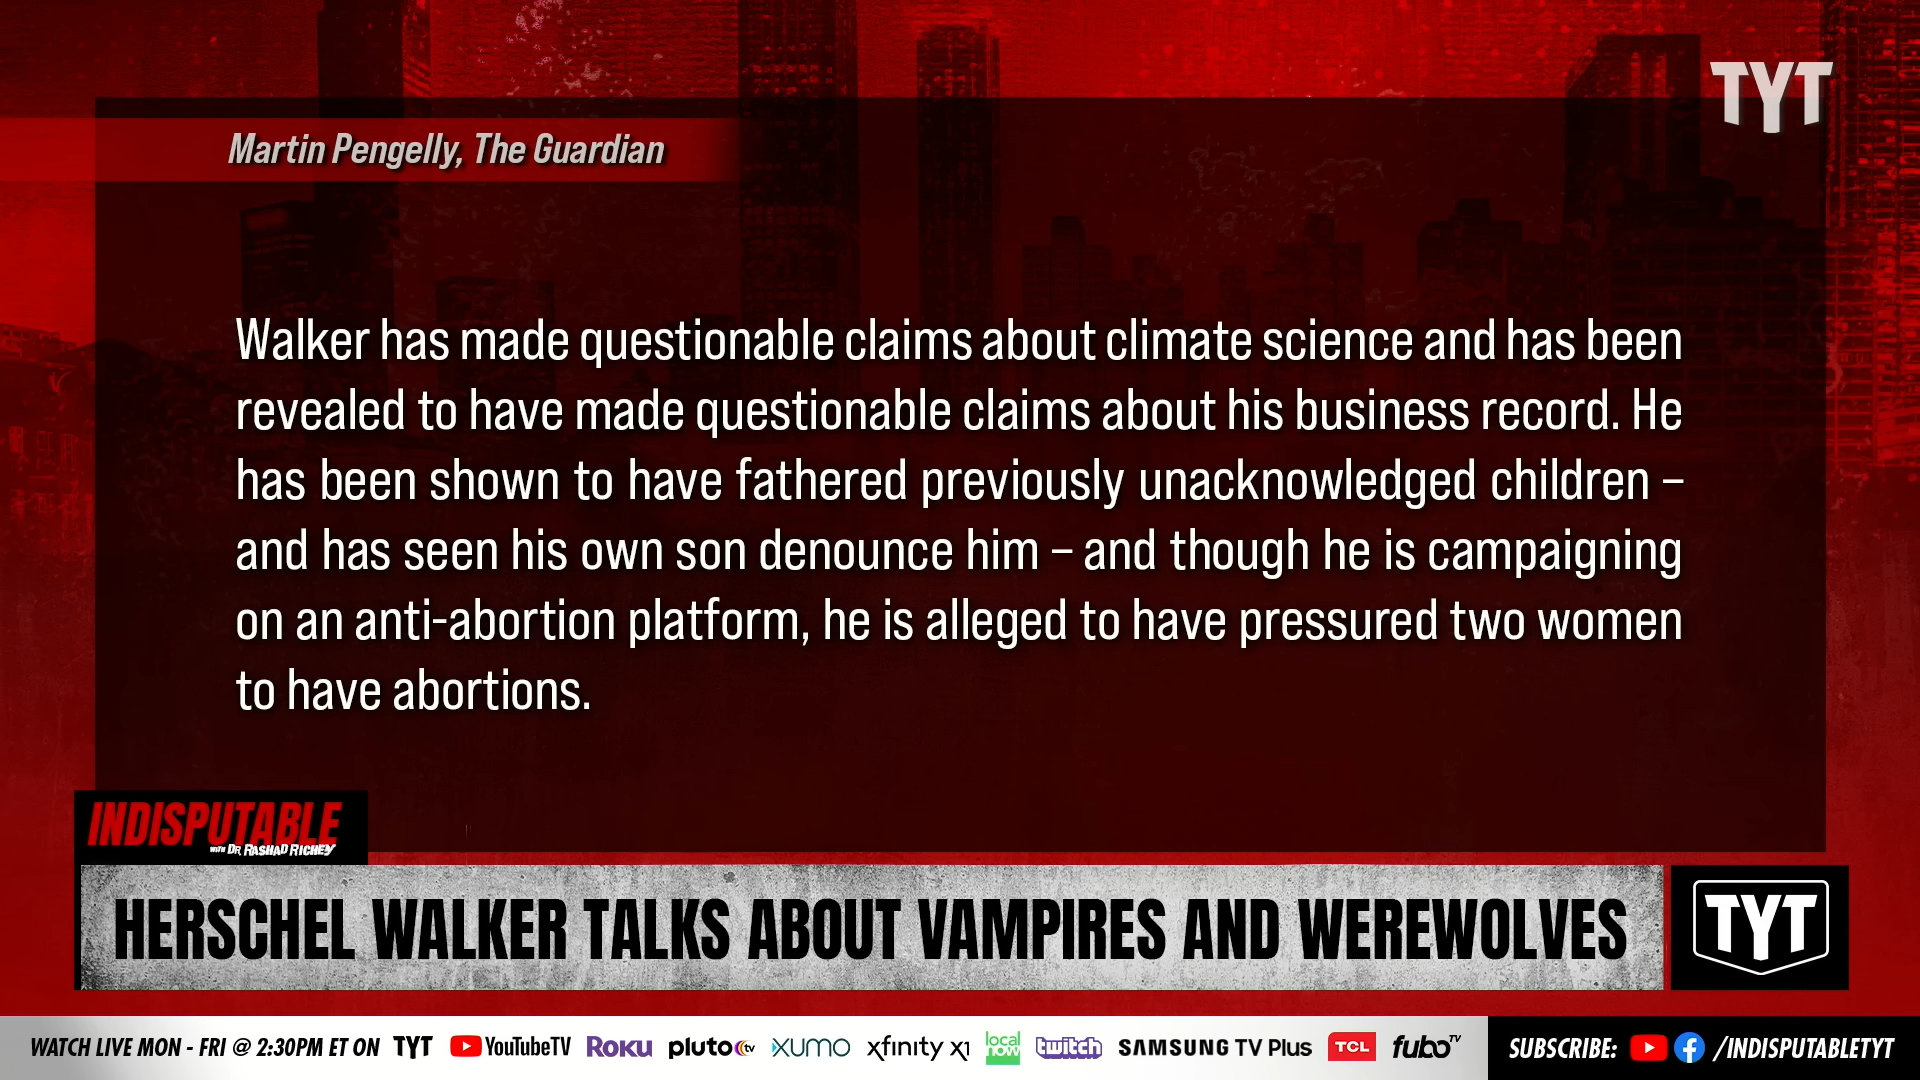 TYT
Martin Pengelly, The Guardian
Walker has made questionable claims about climate science and has been
revealed to have made questionable claims about his business record. He
has been shown to have fathered previously unacknowledged children –
and has seen his own son denounce him – and though he is campaigning
on an anti-abortion platform, he is alleged to have pressured two women
to have abortions.
INDISPUTABLE
WITH DR RASHAD RICHEY
HERSCHEL WALKER TALKS ABOUT VAMPIRES AND WEREWOLVES
TYT
WATCH LIVE MON - FRI @ 2:30PM ET ON TYT YouTubeTV ROKU pluto tv XUMO xfinity x1 local now twitch SAMSUNG TV Plus TCL fubo TV SUBSCRIBE: /INDISPUTABLETYT